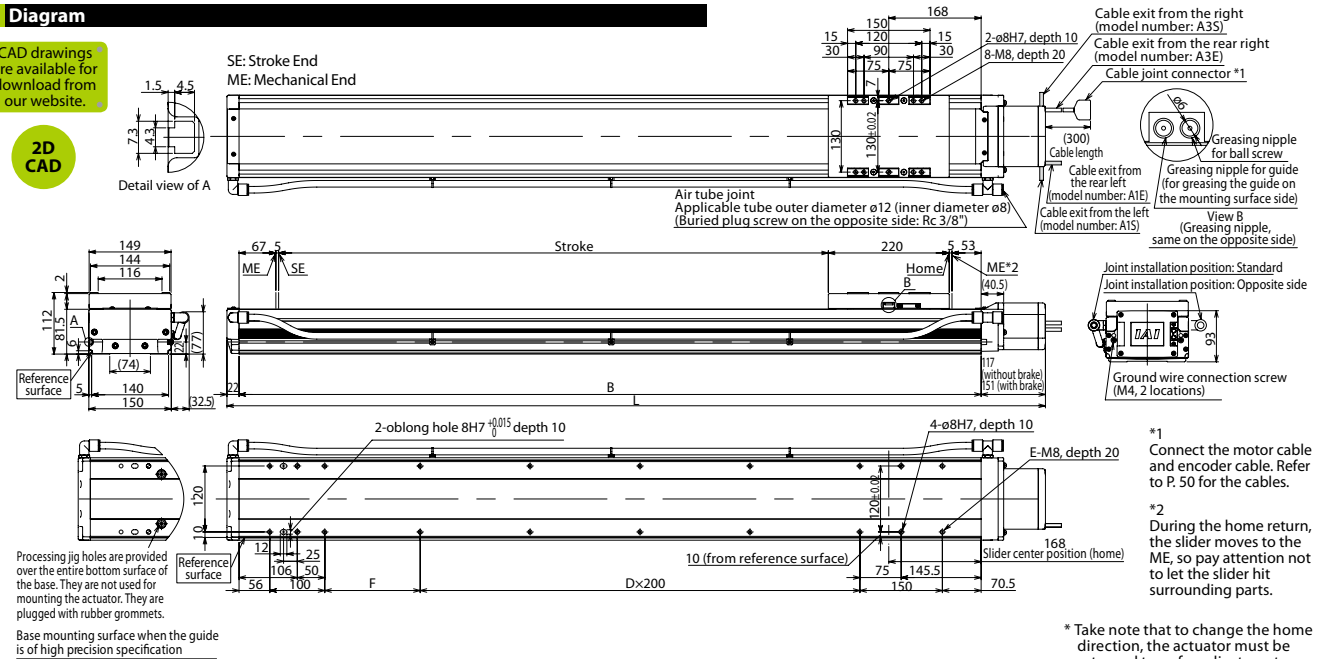 Diagram
CAD drawings
are available for
download from
our website.
2D
CAD
SE: Stroke End
ME: Mechanical End
1.5
4.5
7.3
4.3
Detail view of A
168
150
15
120
15
30
90
30
75
75
7
2-ø8H7, depth 10
8-M8, depth 20
130
130±0.02
Air tube joint
Applicable tube outer diameter ø12 (inner diameter ø8)
(Buried plug screw on the opposite side: Rc 3/8")
Cable exit from the right
(model number: A3S)
Cable exit from the rear right
(model number: A3E)
Cable joint connector *1
(300)
Cable length
Cable exit from
the rear left
(model number: A1E)
Cable exit from the left
(model number: A1S)
ø6
Greasing nipple
for ball screw
Greasing nipple for guide
(for greasing the guide on
the mounting surface side)
View B
(Greasing nipple,
same on the opposite side)
149
144
116
2
112
81.5
A
6
22
(77)
(74)
Reference
surface
5
140
150
(32.5)
67
5
Stroke
220
5
53
ME
SE
Home
ME*2
B
(40.5)
22
B
117
(without brake)
151 (with brake)
L
Joint installation position: Standard
Joint installation position: Opposite side
IAI
93
Ground wire connection screw
(M4, 2 locations)
2-oblong hole 8H7 +0.015 0 depth 10
4-ø8H7, depth 10
E-M8, depth 20
120
10
120±0.02
Reference
surface
12
25
106
50
56
100
F
D×200
10 (from reference surface)
75
145.5
150
70.5
168
Slider center position (home)
Processing jig holes are provided
over the entire bottom surface of
the base. They are not used for
mounting the actuator. They are
plugged with rubber grommets.
Base mounting surface when the guide
is of high precision specification
*1
Connect the motor cable
and encoder cable. Refer
to P. 50 for the cables.
*2
During the home return,
the slider moves to the
ME, so pay attention not
to let the slider hit
surrounding parts.
* Take note that to change the home
direction, the actuator must be